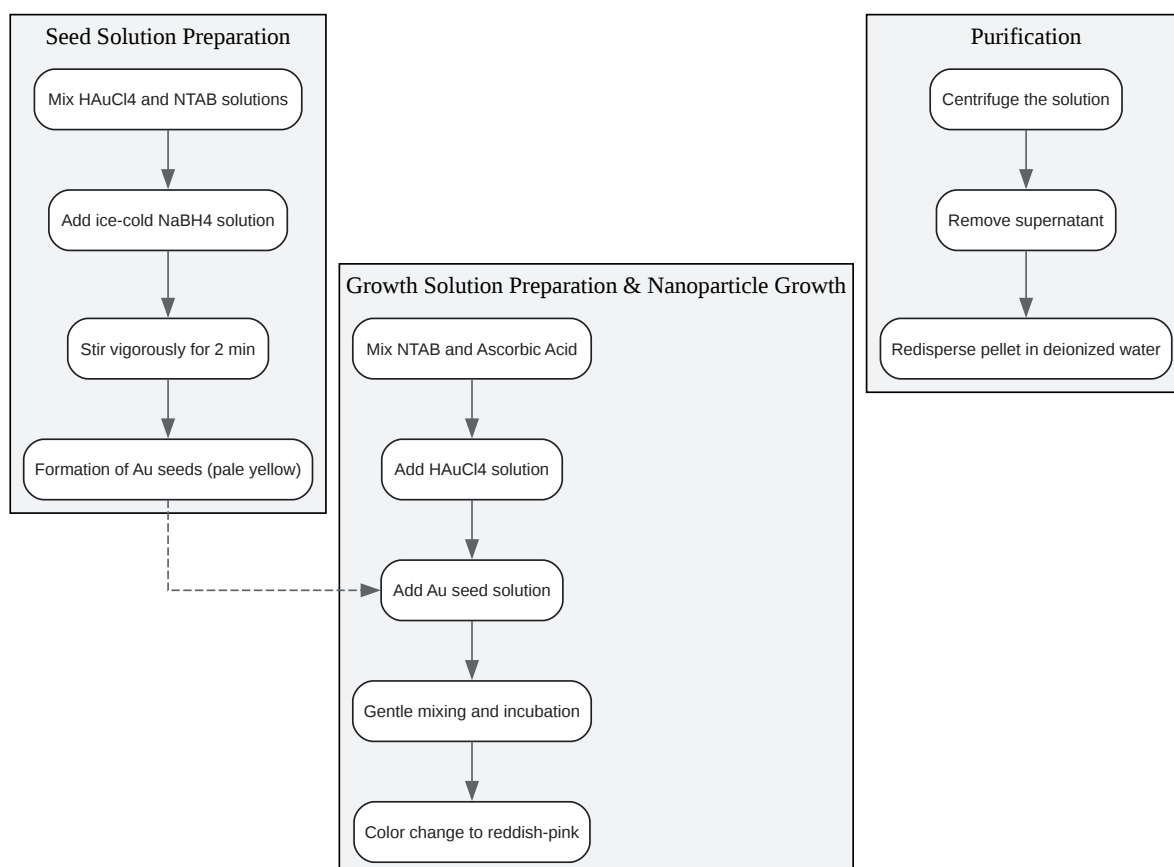 Seed Solution Preparation
Mix HAuCl4 and NTAB solutions
Add ice-cold NaBH4 solution
Stir vigorously for 2 min
Formation of Au seeds (pale yellow)
Growth Solution Preparation & Nanoparticle Growth
Mix NTAB and Ascorbic Acid
Add HAuCl4 solution
Add Au seed solution
Gentle mixing and incubation
Color change to reddish-pink
Purification
Centrifuge the solution
Remove supernatant
Redisperse pellet in deionized water